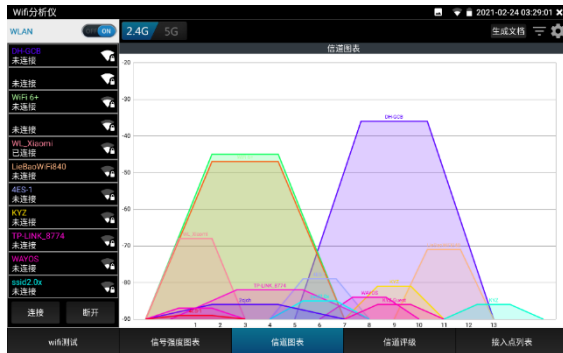 Wifi分析仪
2021-02-24 03:29:01
WLAN
OFF ON
2.4G
5G
生成文档
信道图表
DH-GCB
未连接
未连接
WiFi 6+
未连接
未连接
WL_Xiaomi
已连接
LieBaoWiFi840
未连接
4ES-1
未连接
KYZ
未连接
TP-LINK_8774
未连接
WAYOS
未连接
ssid2.0x
未连接
连接
断开
-20
-30
-40
-50
-60
-70
-80
-90
DH-GCB
WL_Xiaomi
TP-LINK_8774
WAYOS
1 2 3 4 5 6 7 8 9 10 11 12 13
wifi测试
信号强度图表
信道图表
信道评级
接入点列表